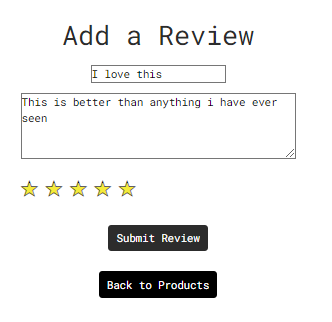 Add a Review
I love this
This is better than anything i have ever
seen
Submit Review
Back to Products